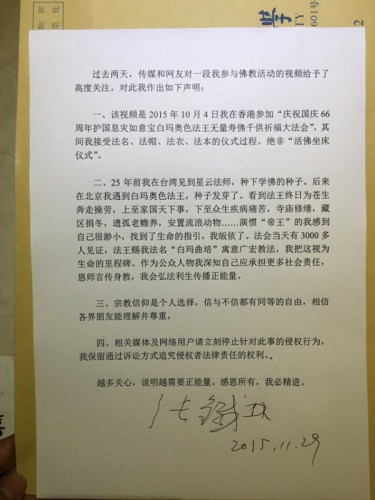 601号
过去两天，传媒和网友对一段我参与佛教活动的视频给予了
高度关注。对此我作出如下声明：
一、该视频是 2015 年 10 月 4 日我在香港参加“庆祝国庆 66
周年护国息灾如意宝白玛奥色法王无量寿佛千供祈福大法会”，其
间我接受法名、法帽、法衣、法本的仪式过程，绝非“活佛坐床
仪式”。
二、25 年前我在台湾见到星云法师，种下学佛的种子。后来
在北京我遇到白玛奥色法王，种子发芽了。看到法王终日为苍生
奔走操劳，上至家国天下事，下至众生疾病痛苦，寺庙修缮，藏
区捐冬，遗孤老赡养，安置流浪动物……演惯“帝王”的我感到
自己很渺小，找到了生命的指引，我皈依了。法会当天有 3000 多
人见证，法王赐我法名“白玛曲培”寓意广宏教法，我把这视为
生命的里程碑。作为公众人物我深知自己应承担更多社会责任，
恩师言传身教，我会弘法利生传播正能量。
三、宗教信仰是个人选择，信与不信都有同等的自由，相信
各界朋友能理解并尊重。
四、相关媒体及网络用户请立刻停止针对此事的侵权行为，
我保留通过诉讼方式追究侵权者法律责任的权利。
越多关心，说明越需要正能量。感恩所有，我必精进。
张铁林
2015.11.29